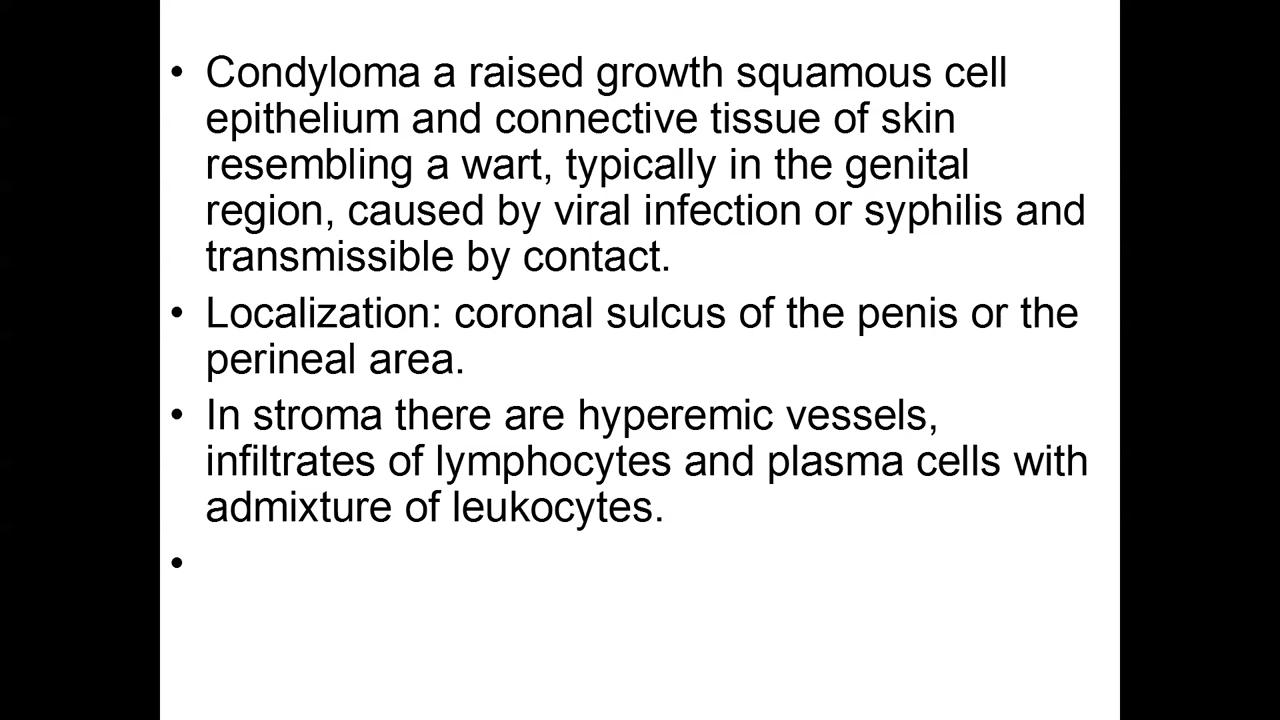 • Condyloma a raised growth squamous cell
epithelium and connective tissue of skin
resembling a wart, typically in the genital
region, caused by viral infection or syphilis and
transmissible by contact.
• Localization: coronal sulcus of the penis or the
perineal area.
• In stroma there are hyperemic vessels,
infiltrates of lymphocytes and plasma cells with
admixture of leukocytes.
•